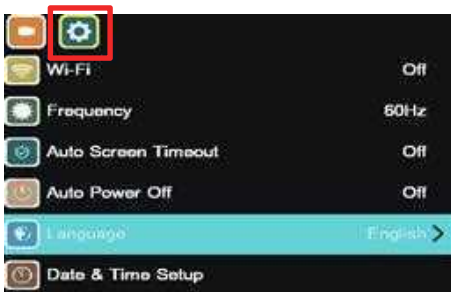 Wi-Fi Off
Frequency 60Hz
Auto Screen Timeout Off
Auto Power Off Off
Language English
Date & Time Setup